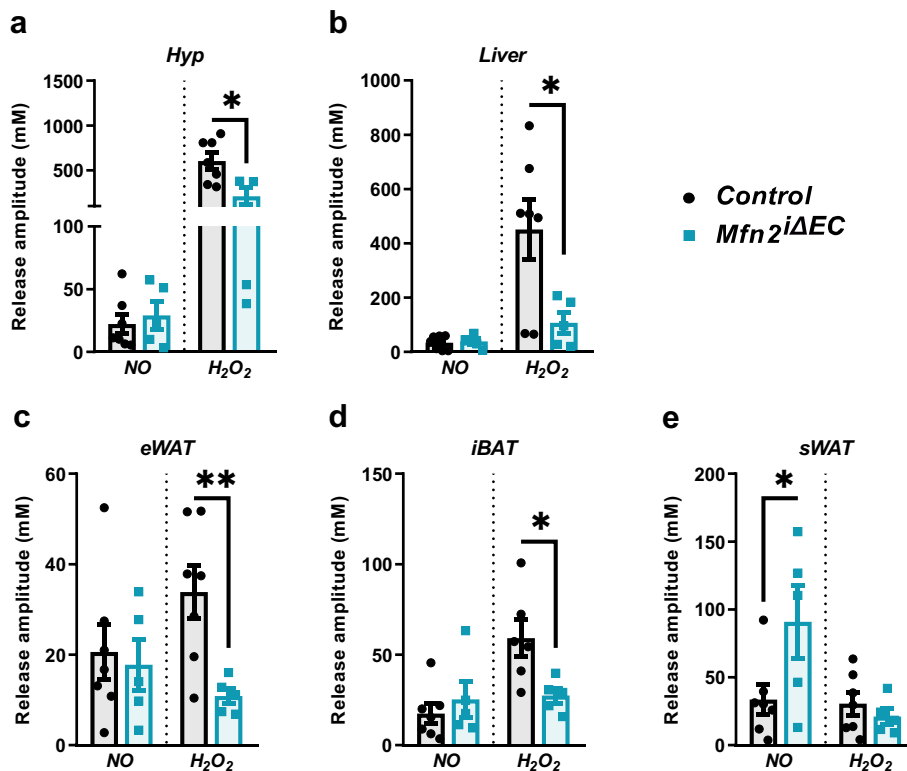 a
Hyp
Release amplitude (mM)
1500
1000
500
100
50
0
*
NO
H₂O₂
b
Liver
Release amplitude (mM)
1000
800
600
400
200
0
*
NO
H₂O₂
Control
Mfn2iΔEC
c
eWAT
Release amplitude (mM)
60
40
20
0
**
NO
H₂O₂
d
iBAT
Release amplitude (mM)
150
100
50
0
*
NO
H₂O₂
e
sWAT
Release amplitude (mM)
200
150
100
50
0
*
NO
H₂O₂